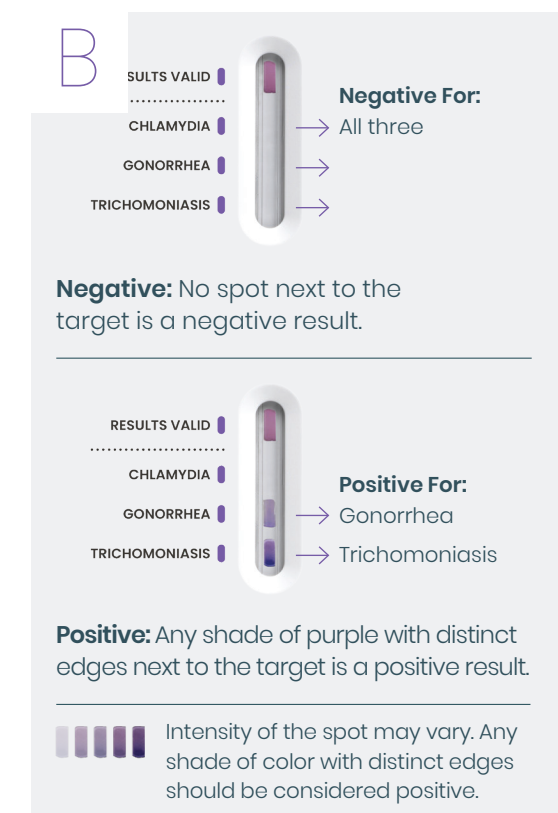 B
SULTS VALID
CHLAMYDIA
GONORRHEA
TRICHOMONIASIS
Negative For:
All three
Negative: No spot next to the
target is a negative result.
RESULTS VALID
CHLAMYDIA
GONORRHEA
TRICHOMONIASIS
Positive For:
Gonorrhea
Trichomoniasis
Positive: Any shade of purple with distinct
edges next to the target is a positive result.
Intensity of the spot may vary. Any
shade of color with distinct edges
should be considered positive.